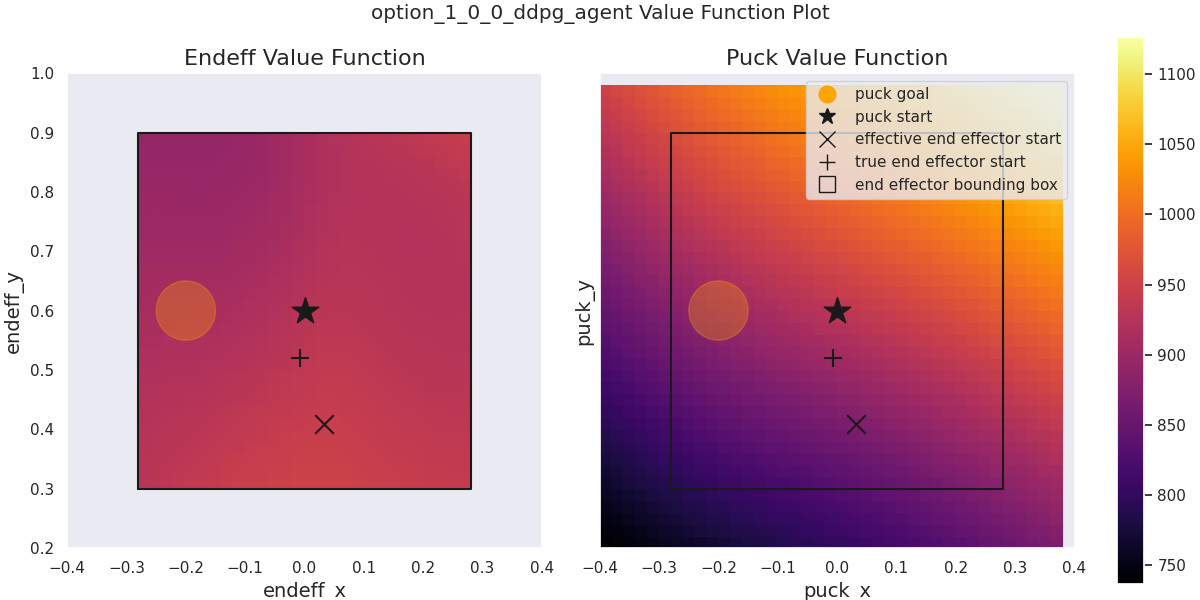 option_1_0_0_ddpg_agent Value Function Plot
Endeff Value Function
1.0
0.9
0.8
0.7
0.6
0.5
0.4
0.3
0.2
endeff_y
−0.4 −0.3 −0.2 −0.1 0.0 0.1 0.2 0.3 0.4
endeff_x
Puck Value Function
puck goal
puck start
effective end effector start
true end effector start
end effector bounding box
puck_y
−0.4 −0.3 −0.2 −0.1 0.0 0.1 0.2 0.3 0.4
puck_x
1100
1050
1000
950
900
850
800
750